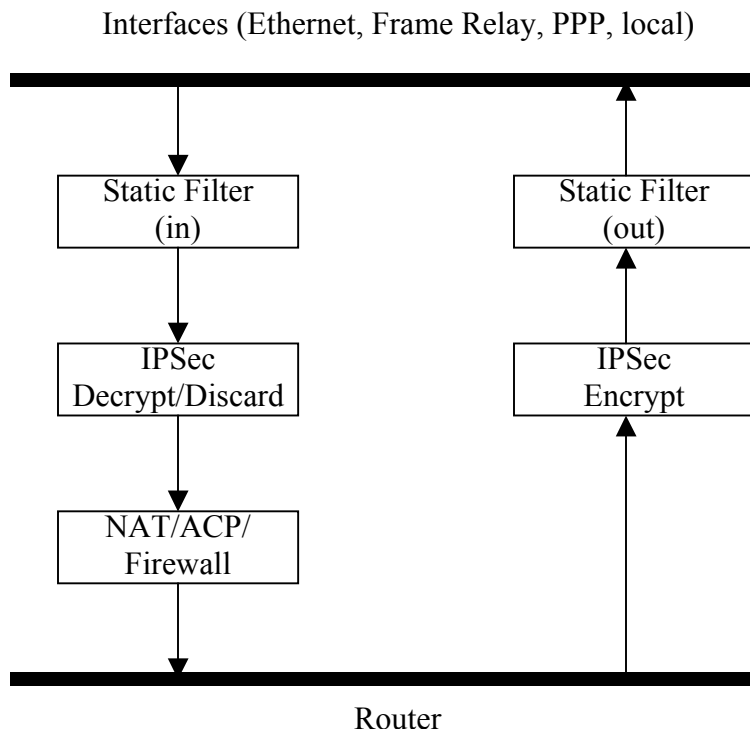 Interfaces (Ethernet, Frame Relay, PPP, local)
Static Filter
(in)
IPSec
Decrypt/Discard
NAT/ACP/
Firewall
Static Filter
(out)
IPSec
Encrypt
Router